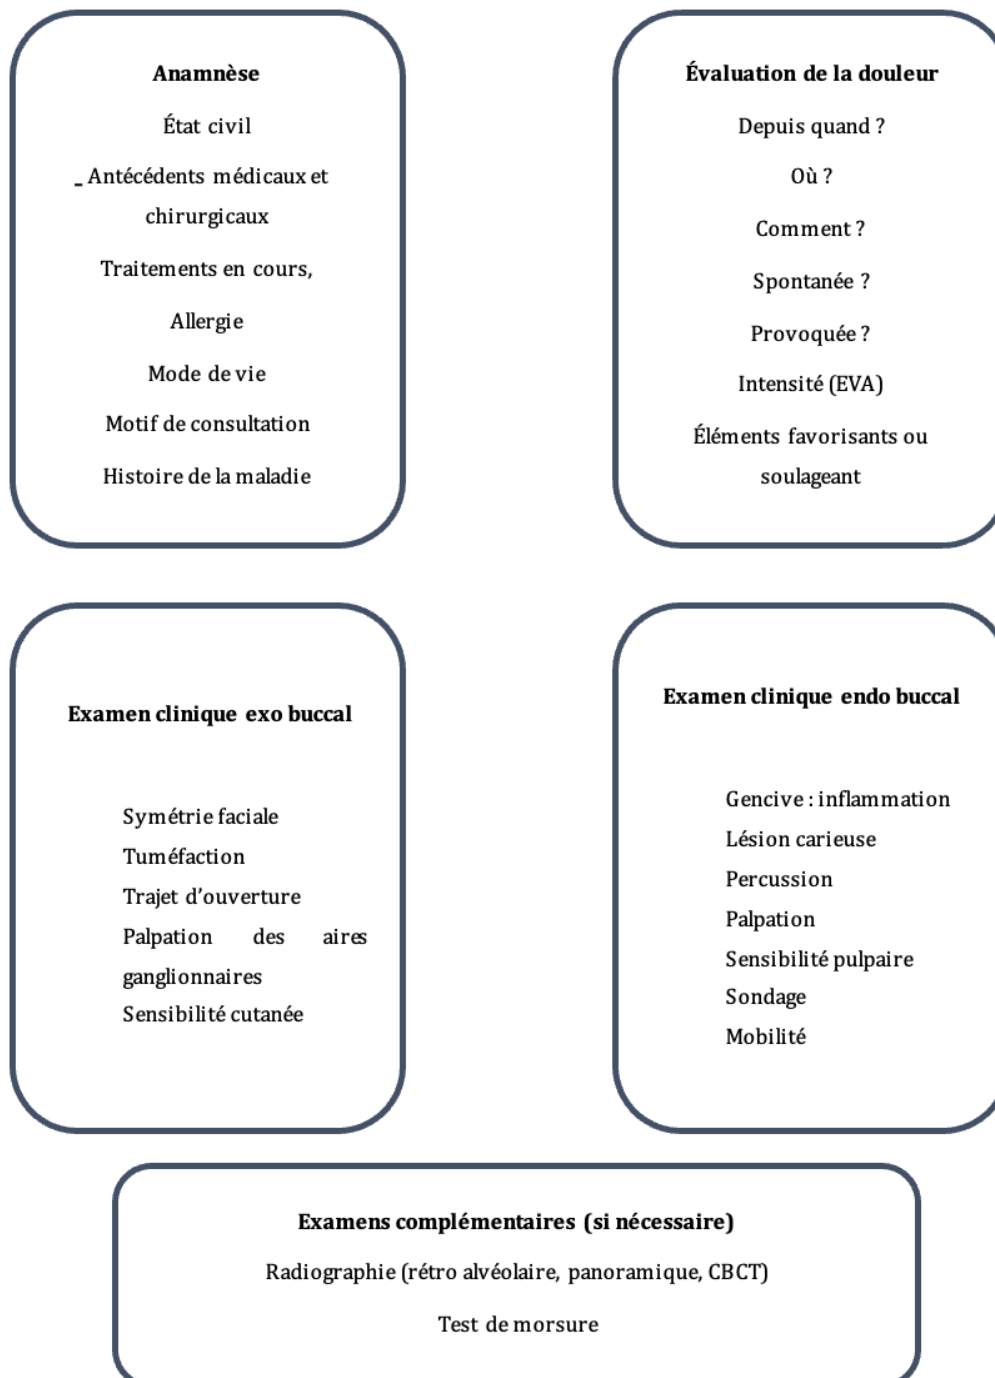 Anamnèse
État civil
- Antécédents médicaux et
chirurgicaux
Traitements en cours,
Allergie
Mode de vie
Motif de consultation
Histoire de la maladie
Évaluation de la douleur
Depuis quand ?
Où ?
Comment ?
Spontanée ?
Provoquée ?
Intensité (EVA)
Éléments favorisants ou
soulageant
Examen clinique exo buccal
Symétrie faciale
Tuméfaction
Trajet d'ouverture
Palpation des aires
ganglionnaires
Sensibilité cutanée
Examen clinique endo buccal
Gencive : inflammation
Lésion carieuse
Percussion
Palpation
Sensibilité pulpaire
Sondage
Mobilité
Examens complémentaires (si nécessaire)
Radiographie (rétro alvéolaire, panoramique, CBCT)
Test de morsure